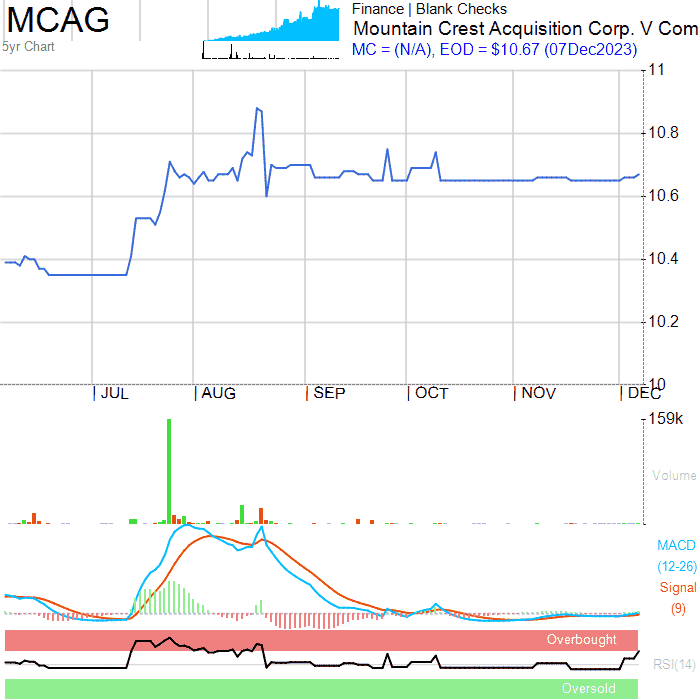 MCAG
5yr Chart
Finance | Blank Checks
Mountain Crest Acquisition Corp. V Com
MC = (N/A), EOD = $10.67 (07Dec2023)
11
10.8
10.6
10.4
10.2
10
JUL AUG SEP OCT NOV DEC
159k
Volume
MACD
(12-26)
Signal
(9)
Overbought
RSI(14)
Oversold